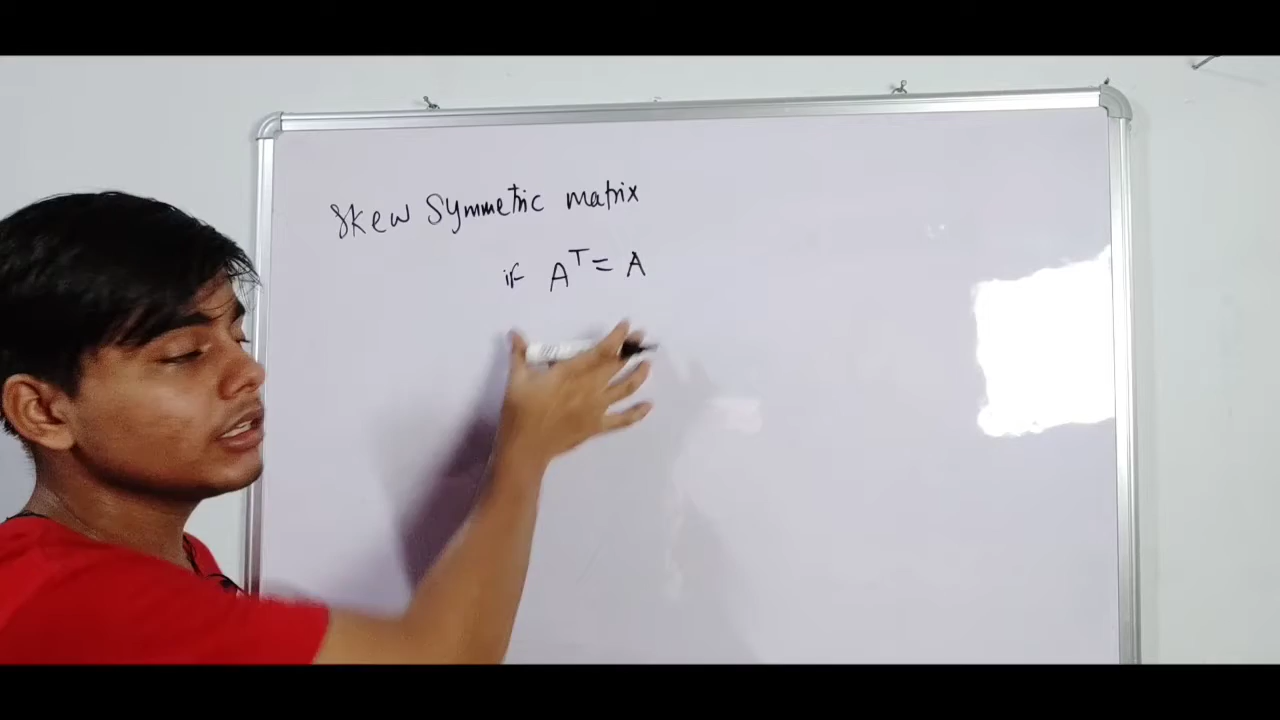 Skew Symmetric matrix
if A^T = A